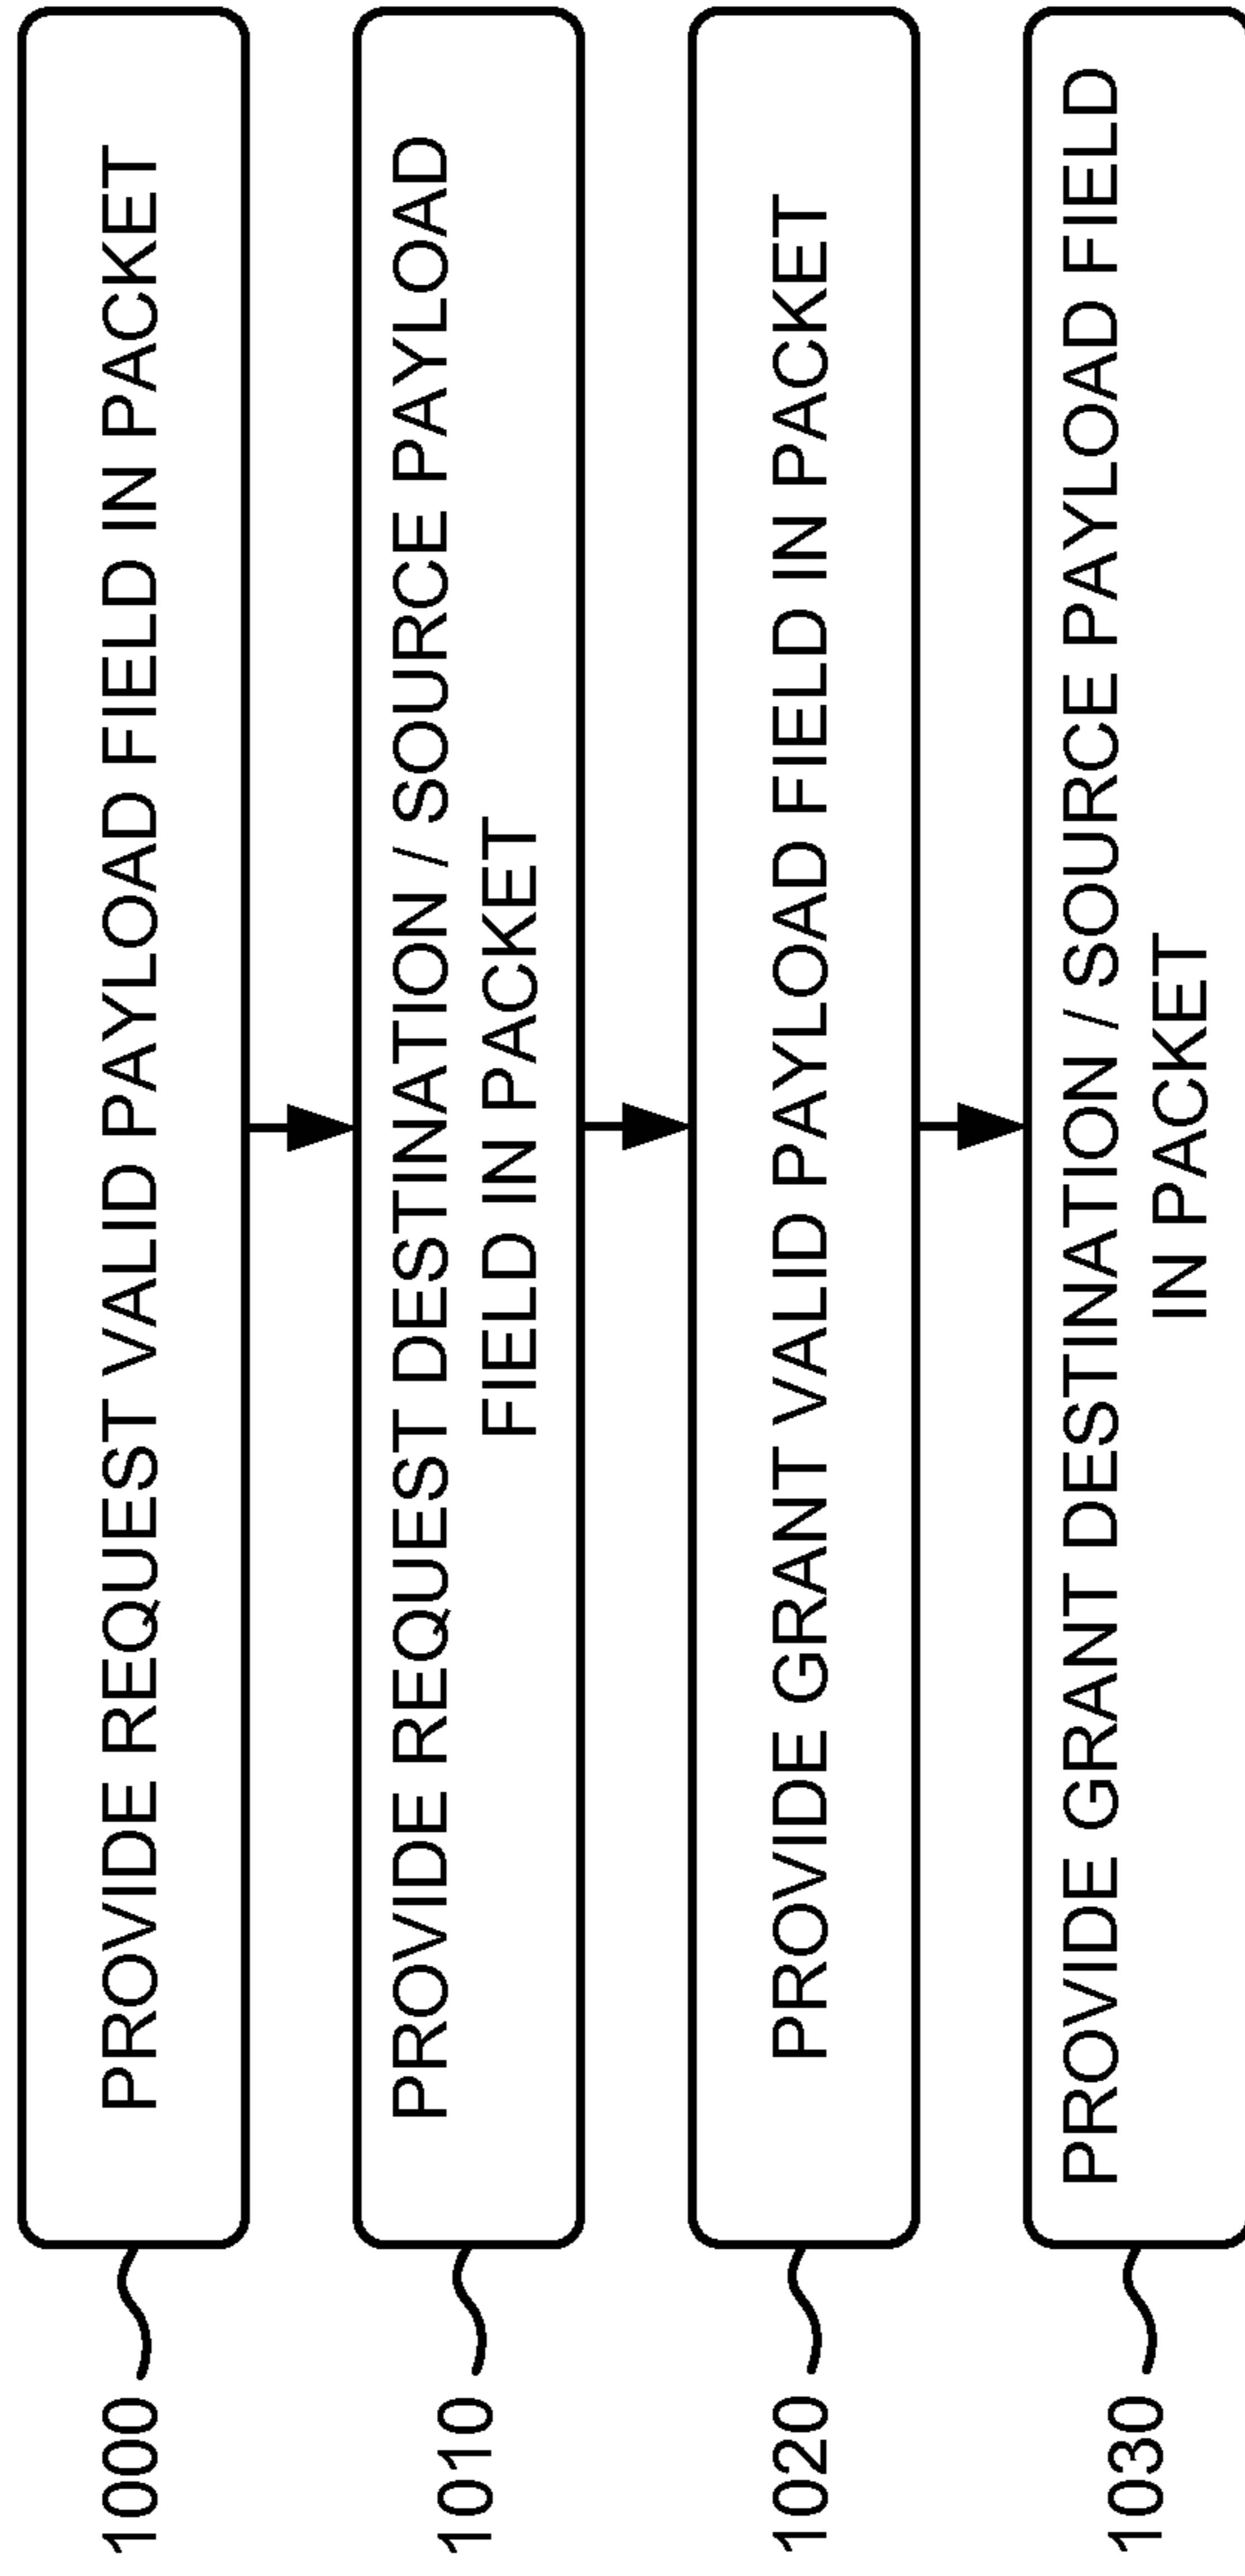 1000
PROVIDE REQUEST VALID PAYLOAD FIELD IN PACKET
1010
PROVIDE REQUEST DESTINATION / SOURCE PAYLOAD
FIELD IN PACKET
1020
PROVIDE GRANT VALID PAYLOAD FIELD IN PACKET
1030
PROVIDE GRANT DESTINATION / SOURCE PAYLOAD FIELD
IN PACKET